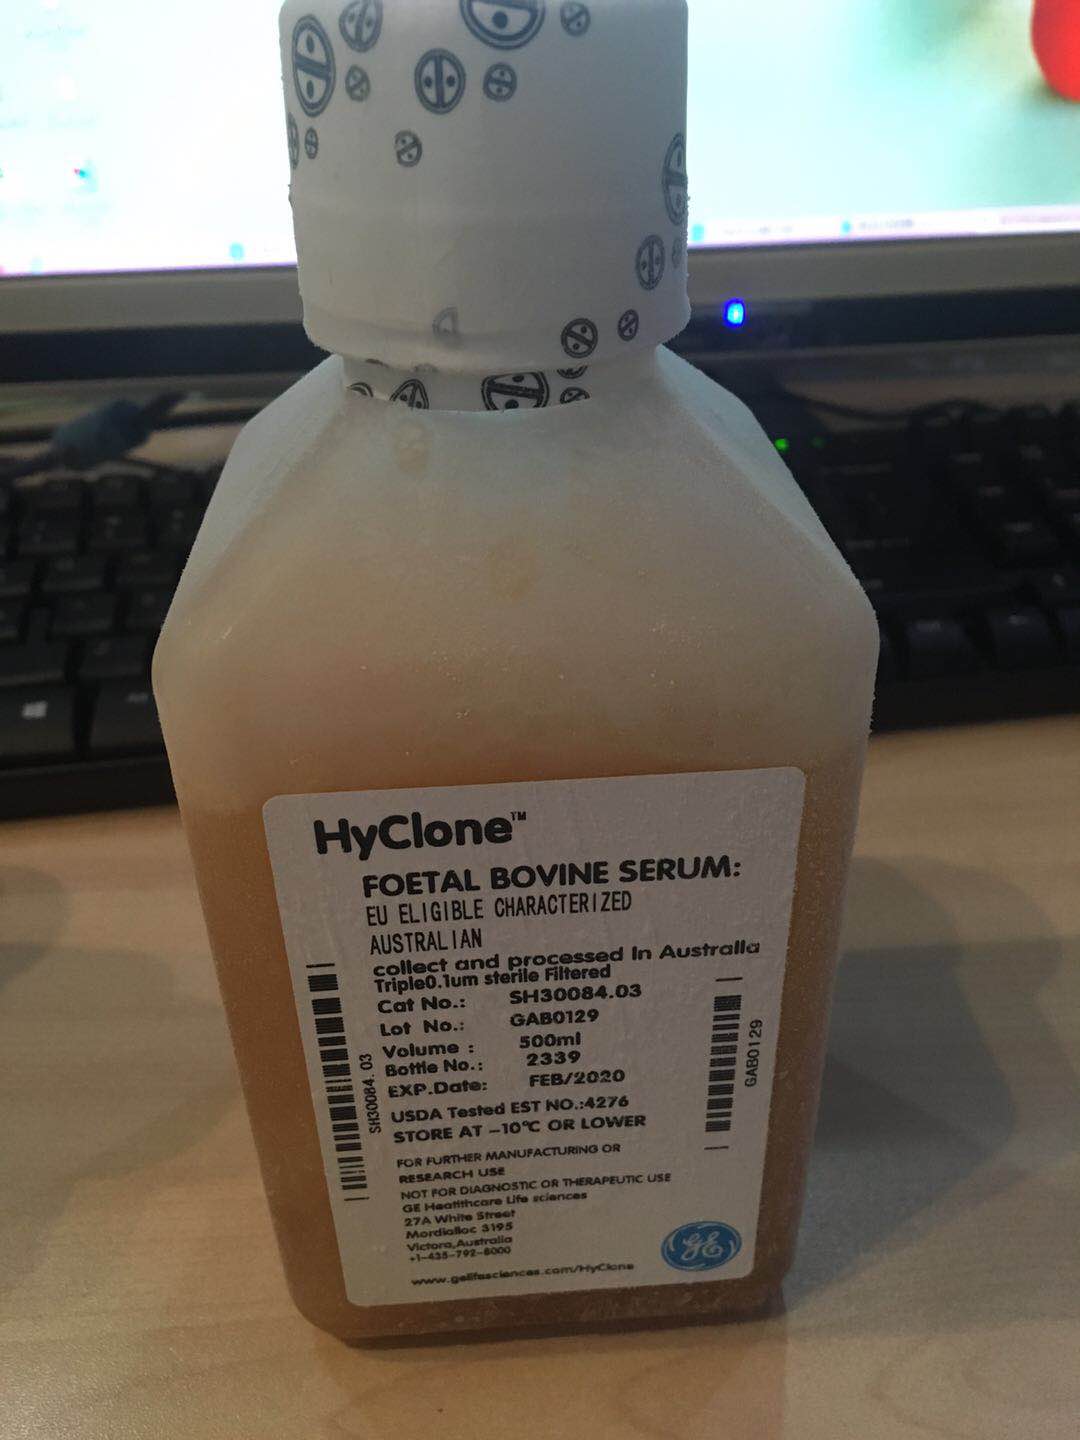 HyClone™
FOETAL BOVINE SERUM:
EU ELIGIBLE CHARACTERIZED
AUSTRALIAN
collect and processed In Australia
Triple0.1um sterile Filtered
Cat No.: SH30084.03
Lot No.: GAB0129
Volume : 500ml
Bottle No.: 2339
EXP.Date: FEB/2020
USDA Tested EST NO.:4276
STORE AT -10℃ OR LOWER
FOR FURTHER MANUFACTURING OR
RESEARCH USE
NOT FOR DIAGNOSTIC OR THERAPEUTIC USE
GE Healthcare Life sciences
27A White Street
Mordialloc 3195
Victora,Australia
+1-435-792-8000
www.gelifesciences.com/HyClone
SH30084.03
GAB0129
GE